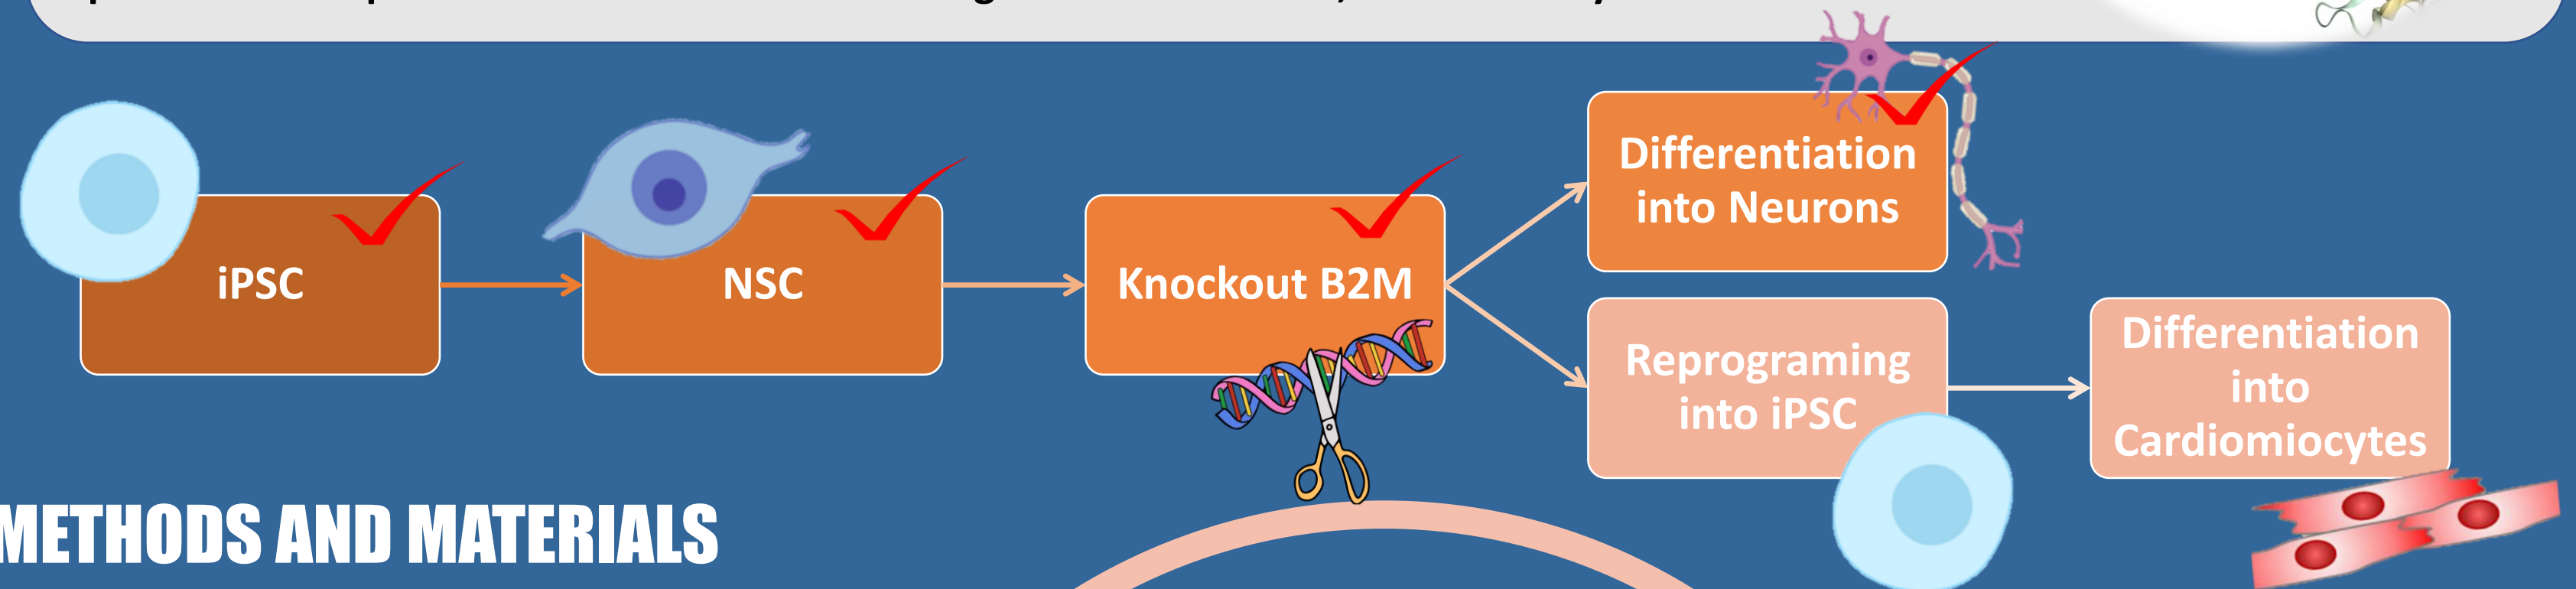 iPSC
NSC
Knockout B2M
Differentiation
into Neurons
Reprograming
into iPSC
Differentiation
into
Cardiomiocytes
METHODS AND MATERIALS